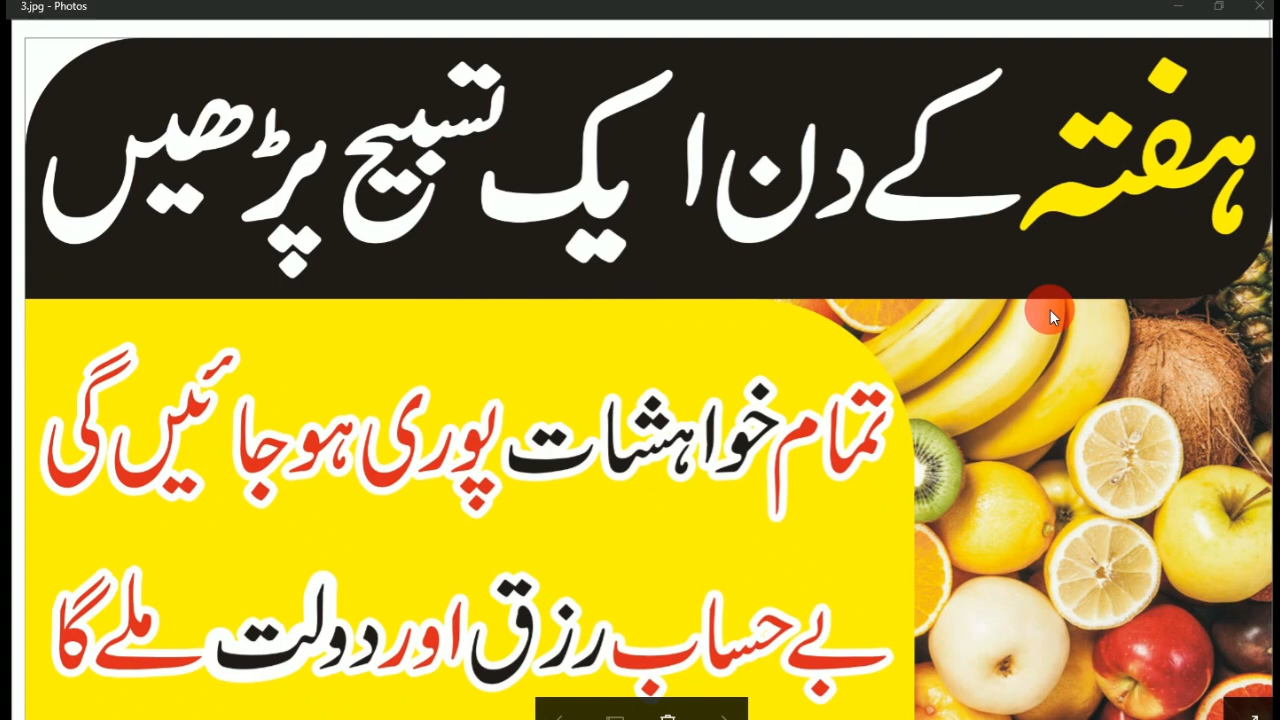 3.jpg - Photos
ہفتہ کے دن ایک تسبیح پڑھیں
تمام خواہشات پوری ہوجائیں گی
بے حساب رزق اور دولت ملے گا